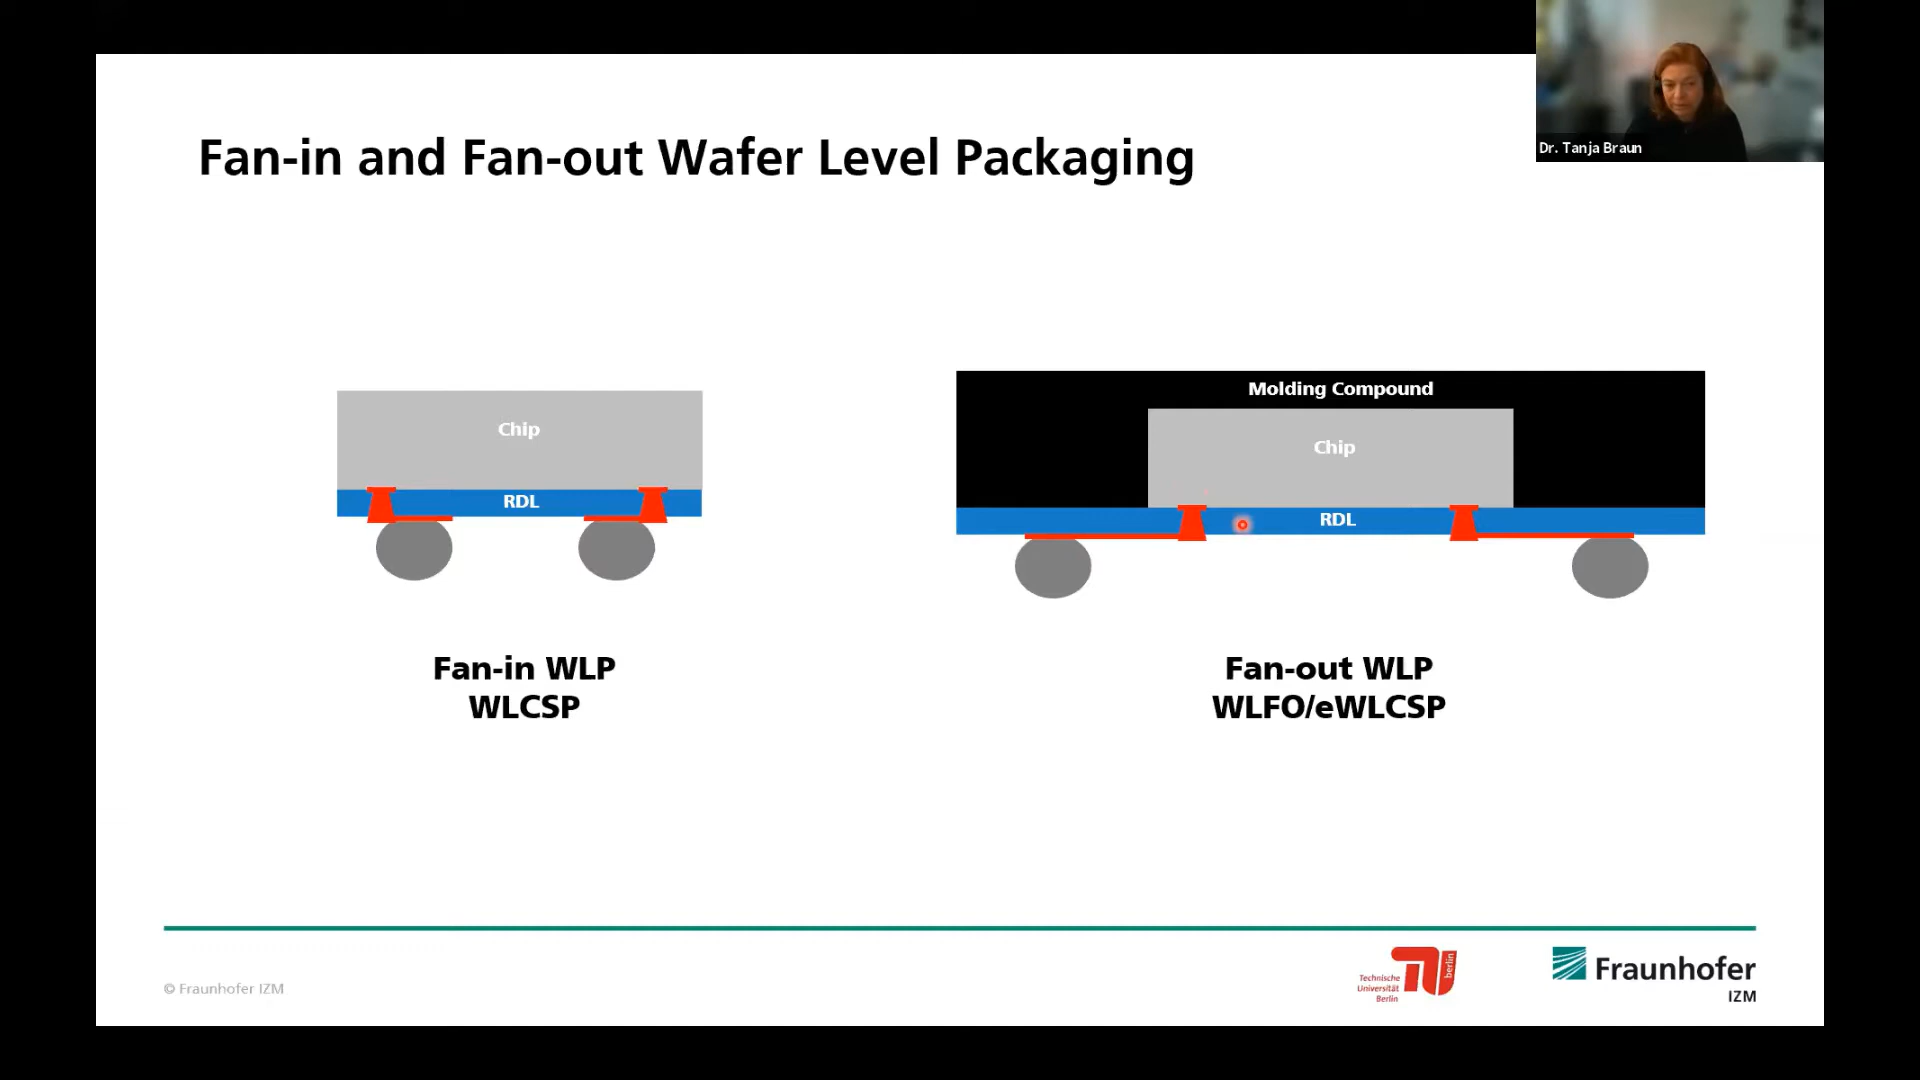 Dr. Tanja Braun
Fan-in and Fan-out Wafer Level Packaging
Chip
RDL
Fan-in WLP
WLCSP
Molding Compound
Chip
RDL
Fan-out WLP
WLFO/eWLCSP
© Fraunhofer IZM
Technische
Universität
Berlin
berlin
Fraunhofer
IZM